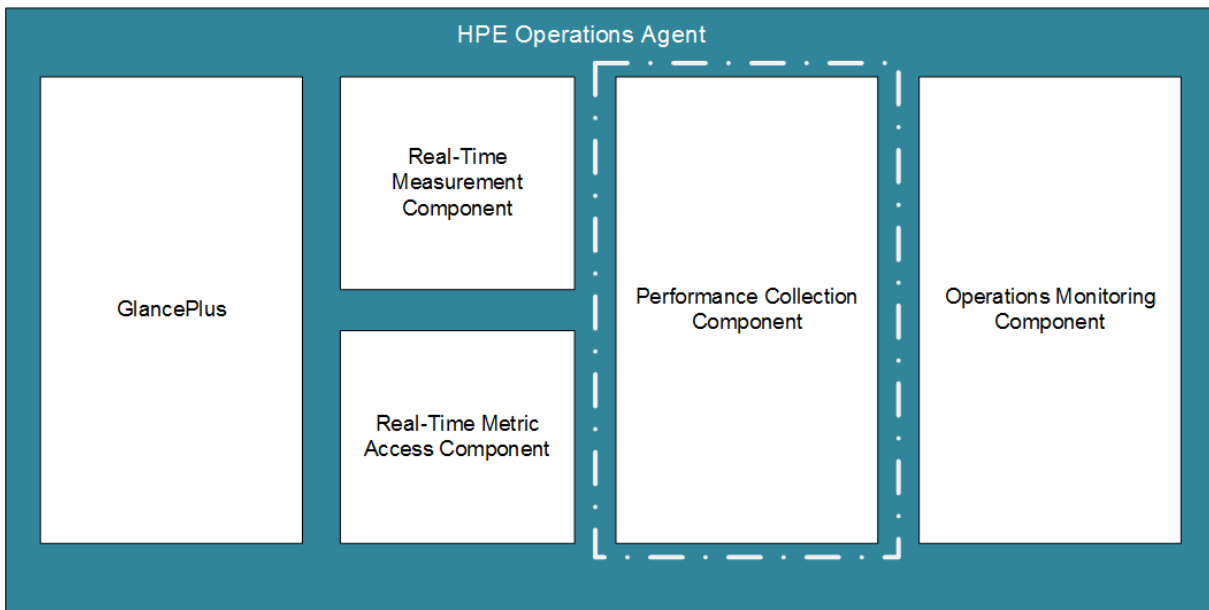 HPE Operations Agent
GlancePlus
Real-Time
Measurement
Component
Real-Time Metric
Access Component
Performance Collection
Component
Operations Monitoring
Component